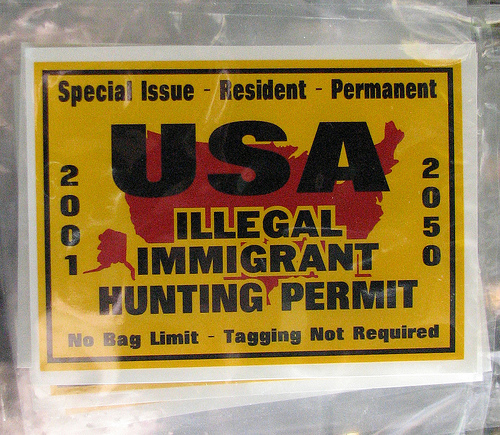 Special Issue - Resident - Permanent
USA
2001
2050
ILLEGAL
IMMIGRANT
HUNTING PERMIT
No Bag Limit - Tagging Not Required